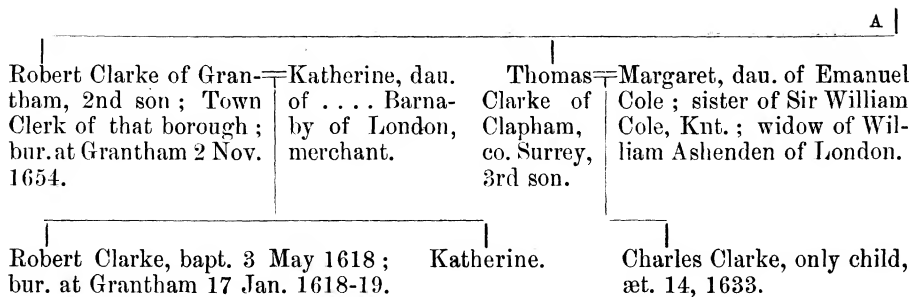 A
Robert Clarke of Gran-
tham, 2nd son ; Town
Clerk of that borough ;
bur. at Grantham 2 Nov.
1654.
Katherine, dau.
of .... Barna-
by of London,
merchant.
Thomas
Clarke of
Clapham,
co. Surrey,
3rd son.
Margaret, dau. of Emanuel
Cole ; sister of Sir William
Cole, Knt. ; widow of Wil-
liam Ashenden of London.
Robert Clarke, bapt. 3 May 1618 ;
bur. at Grantham 17 Jan. 1618-19.
Katherine.
Charles Clarke, only child,
æt. 14, 1633.